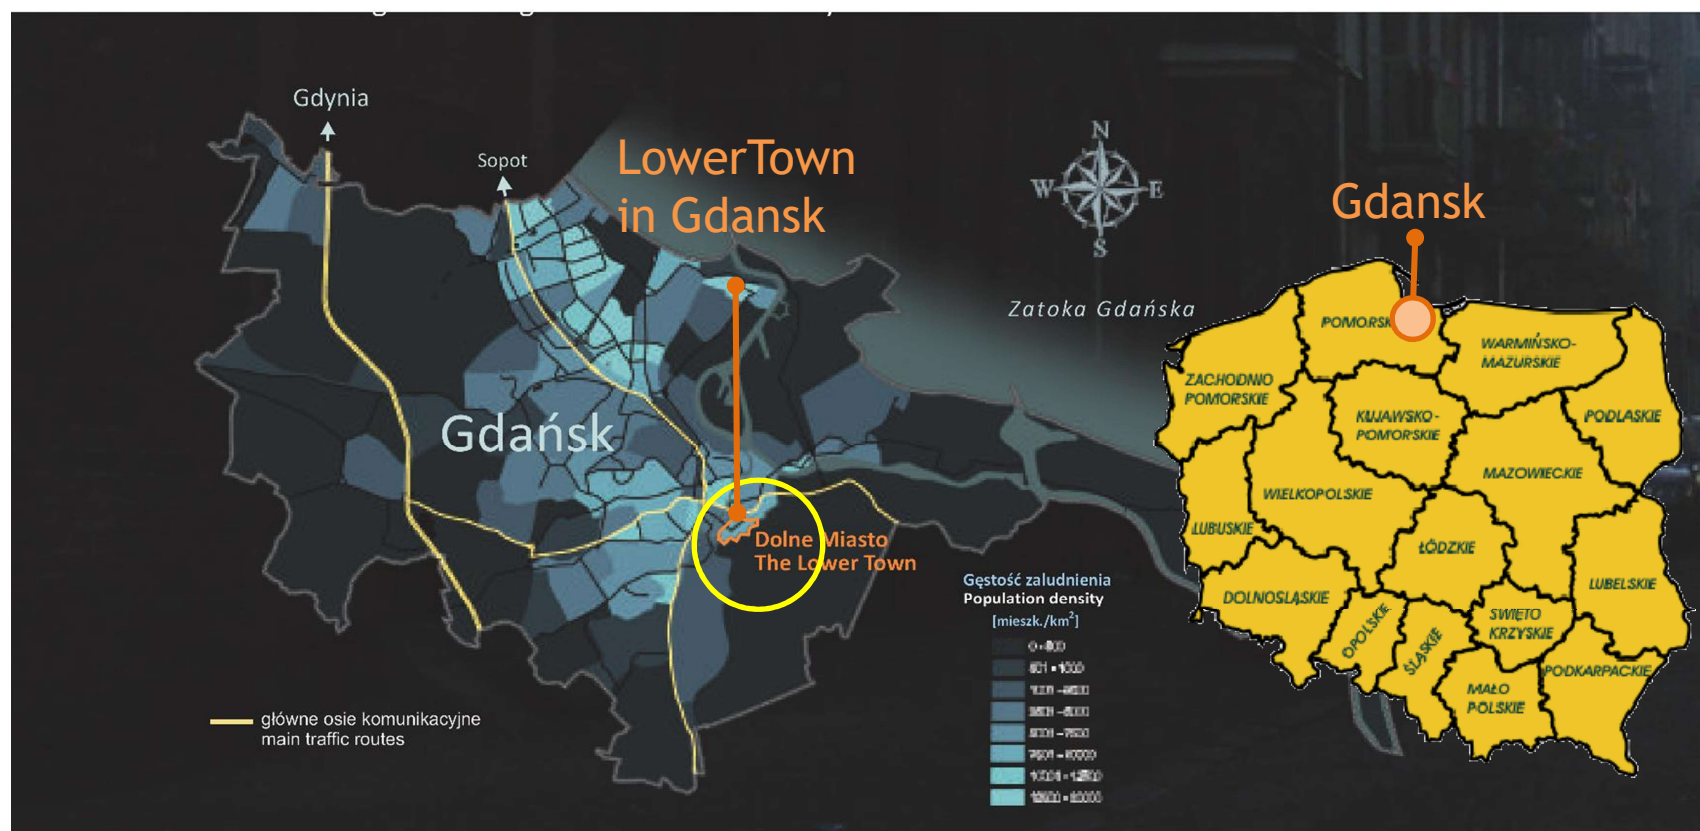 Gdynia
Sopot
LowerTown
in Gdansk
N
W
E
S
Gdansk
Zatoka Gdańska
Gdańsk
Dolne Miasto
The Lower Town
Gęstość zaludnienia
Population density
[mieszk./km²]
główne osie komunikacyjne
main traffic routes
WARMIŃSKO-
MAZURSKIE
ZACHODNIO
POMORSKIE
KUJAWSKO-
POMORSKIE
PODLASKIE
MAZOWIECKIE
WIELKOPOLSKIE
LUBUSKIE
ŁÓDZKIE
LUBELSKIE
DOLNOŚLĄSKIE
OPOLSKIE
ŚLĄSKIE
SWIĘTO
KRZYSKIE
PODKARPACKIE
MAŁO
POLSKIE